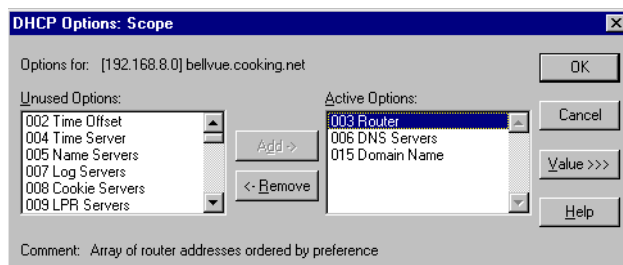 DHCP Options: Scope
Options for: [192.168.8.0] bellvue.cooking.net
OK
Unused Options:
Active Options:
002 Time Offset
004 Time Server
005 Name Servers
007 Log Servers
008 Cookie Servers
009 LPR Servers
Add ->
<- Remove
003 Router
006 DNS Servers
015 Domain Name
Cancel
Value >>>
Help
Comment: Array of router addresses ordered by preference